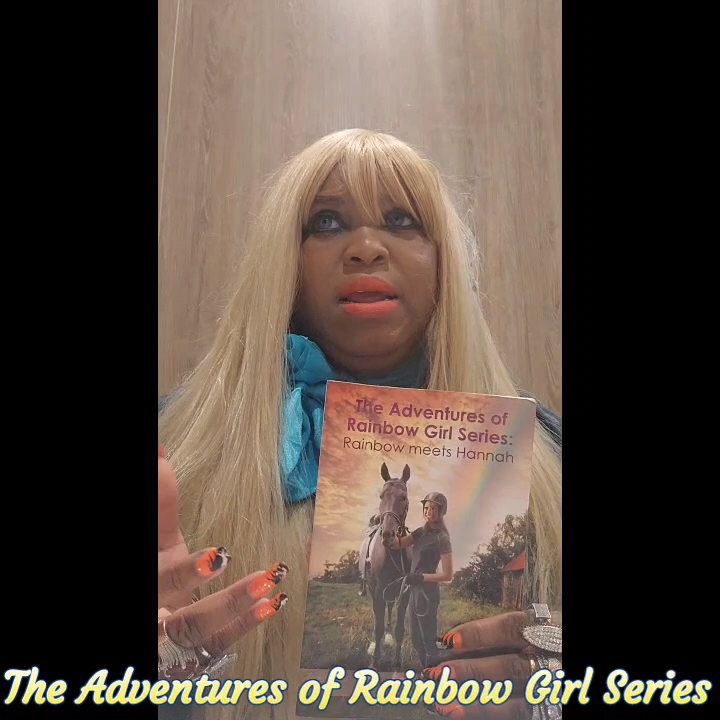 The Adventures of
Rainbow Girl Series:
Rainbow meets Hannah
The Adventures of Rainbow Girl Series